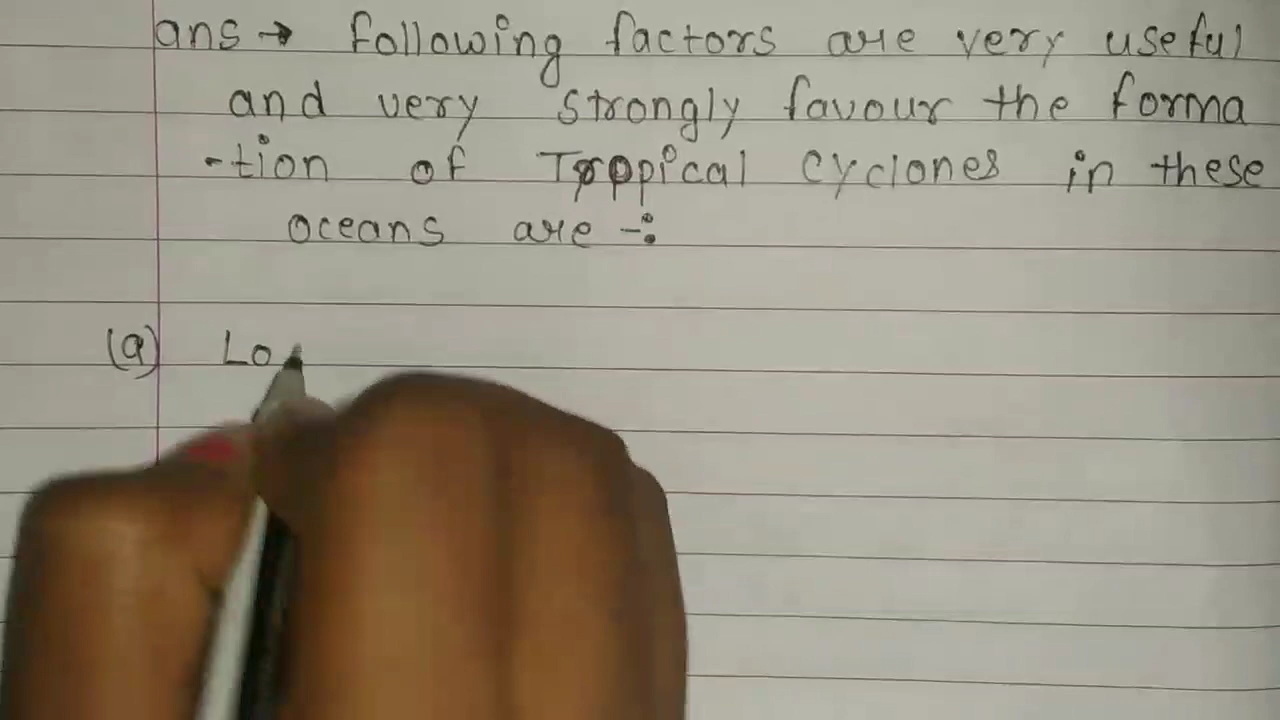 ans → following factors are very useful
and very strongly favour the forma
-tion of Tropical cyclones in these
oceans are -:
(a) Lo